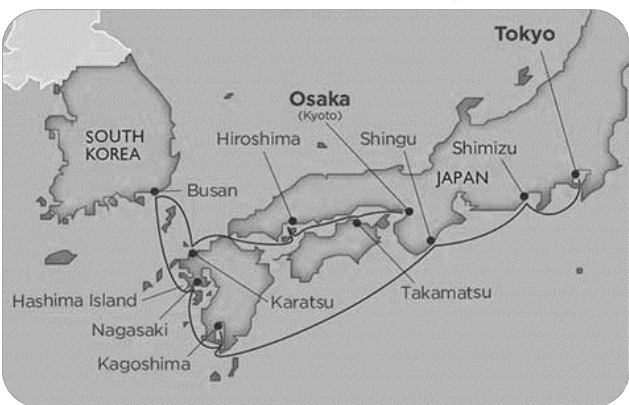 Tokyo
Osaka
(Kyoto)
Hiroshima
Shingu
Shimizu
SOUTH
KOREA
JAPAN
Busan
Takamatsu
Hashima Island
Karatsu
Nagasaki
Kagoshima